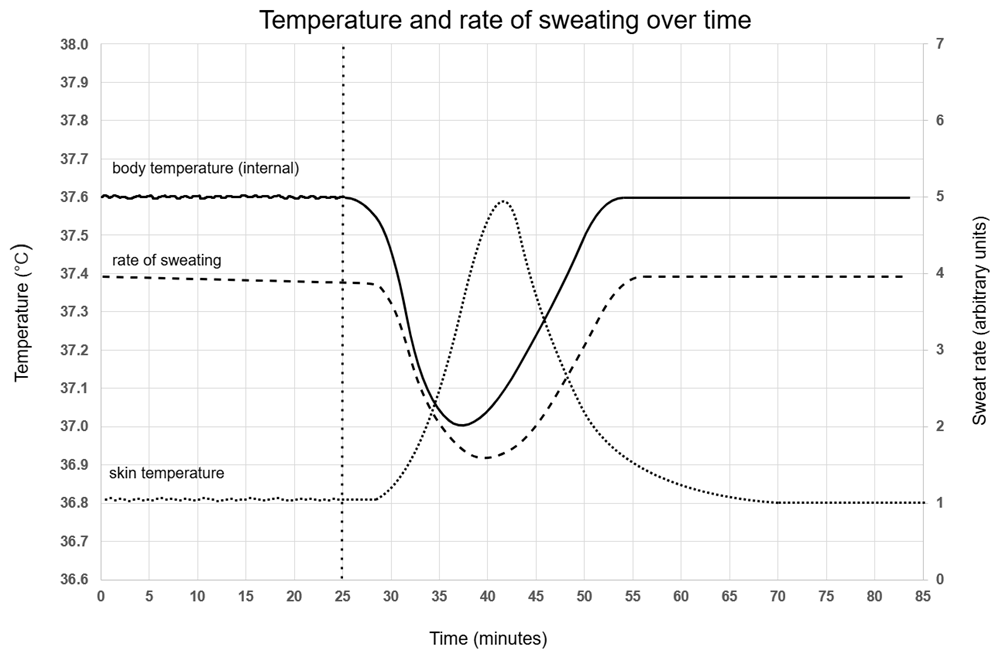 Temperature and rate of sweating over time
38.0
37.9
37.8
37.7
37.6
37.5
37.4
37.3
37.2
37.1
37.0
36.9
36.8
36.7
36.6
Temperature (°C)
body temperature (internal)
rate of sweating
skin temperature
7
6
5
4
3
2
1
0
Sweat rate (arbitrary units)
0 5 10 15 20 25 30 35 40 45 50 55 60 65 70 75 80 85
Time (minutes)